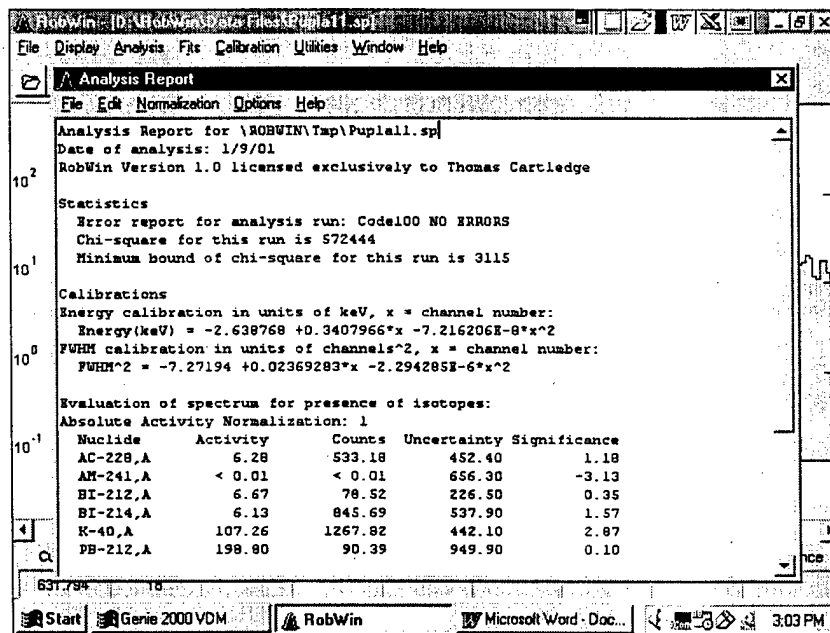 RobWin - [D:\RobWin\Data Files\Pupla11.sp]
File Display Analysis Fits Calibration Utilities Window Help
Analysis Report
File Edit Normalization Options Help
Analysis Report for \ROBWIN\Tmp\Pupla11.sp
Date of analysis: 1/9/01
RobWin Version 1.0 licensed exclusively to Thomas Cartledge
10^2
Statistics
Error report for analysis run: Code100 NO ERRORS
Chi-square for this run is 572444
Minimum bound of chi-square for this run is 3115
10^1
Calibrations
Energy calibration in units of keV, x = channel number:
Energy(keV) = -2.638768 +0.3407966*x -7.216206E-8*x^2
FWHM calibration in units of channels^2, x = channel number:
10^0
FWHM^2 = -7.27194 +0.02369283*x -2.294285E-6*x^2
Evaluation of spectrum for presence of isotopes:
Absolute Activity Normalization: 1
10^-1
Nuclide Activity Counts Uncertainty Significance
AC-228,A 6.28 533.18 452.40 1.18
AM-241,A < 0.01 < 0.01 656.30 -3.13
BI-212,A 6.67 78.52 226.50 0.35
BI-214,A 6.13 845.69 537.90 1.57
K-40,A 107.26 1267.82 442.10 2.87
PB-212,A 198.80 90.39 949.90 0.10
Cu nce
631.794 18
Start Genie 2000 VDM RobWin Microsoft Word - Doc... 3:03 PM